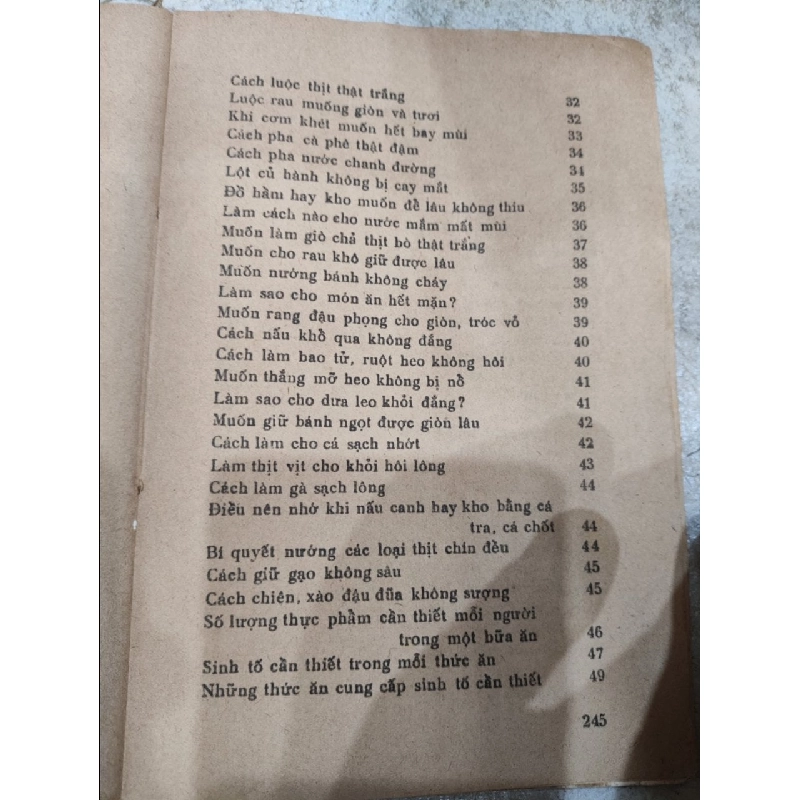 Cách luộc thịt thật trắng 32
Luộc rau muống giòn và tươi 32
Khi cơm khét muốn hết bay mùi 33
Cách pha cà phê thật đậm 34
Cách pha nước chanh đường 34
Lột củ hành không bị cay mắt 35
Đồ hầm hay kho muốn để lâu không thiu 36
Làm cách nào cho nước mắm mất mùi 36
Muốn làm giò chả thịt bò thật trắng 37
Muốn cho rau khô giữ được lâu 38
Muốn nướng bánh không cháy 38
Làm sao cho món ăn hết mặn? 39
Muốn rang đậu phọng cho giòn, tróc vỏ 39
Cách nấu khổ qua không đắng 40
Cách làm bao tử, ruột heo không hôi 40
Muốn thắng mỡ heo không bị nổ 41
Làm sao cho dưa leo khỏi đắng? 41
Muốn giữ bánh ngọt được giòn lâu 42
Cách làm cho cá sạch nhớt 42
Làm thịt vịt cho khỏi hôi lông 43
Cách làm gà sạch lông 44
Điều nên nhớ khi nấu canh hay kho bằng cá
tra, cá chốt 44
Bí quyết nướng các loại thịt chín đều 44
Cách giữ gạo không sâu 45
Cách chiên, xào đậu đũa không sượng 45
Số lượng thực phẩm cần thiết mỗi người
trong một bữa ăn 46
Sinh tố cần thiết trong mỗi thức ăn 47
Những thức ăn cung cấp sinh tố cần thiết 49
245